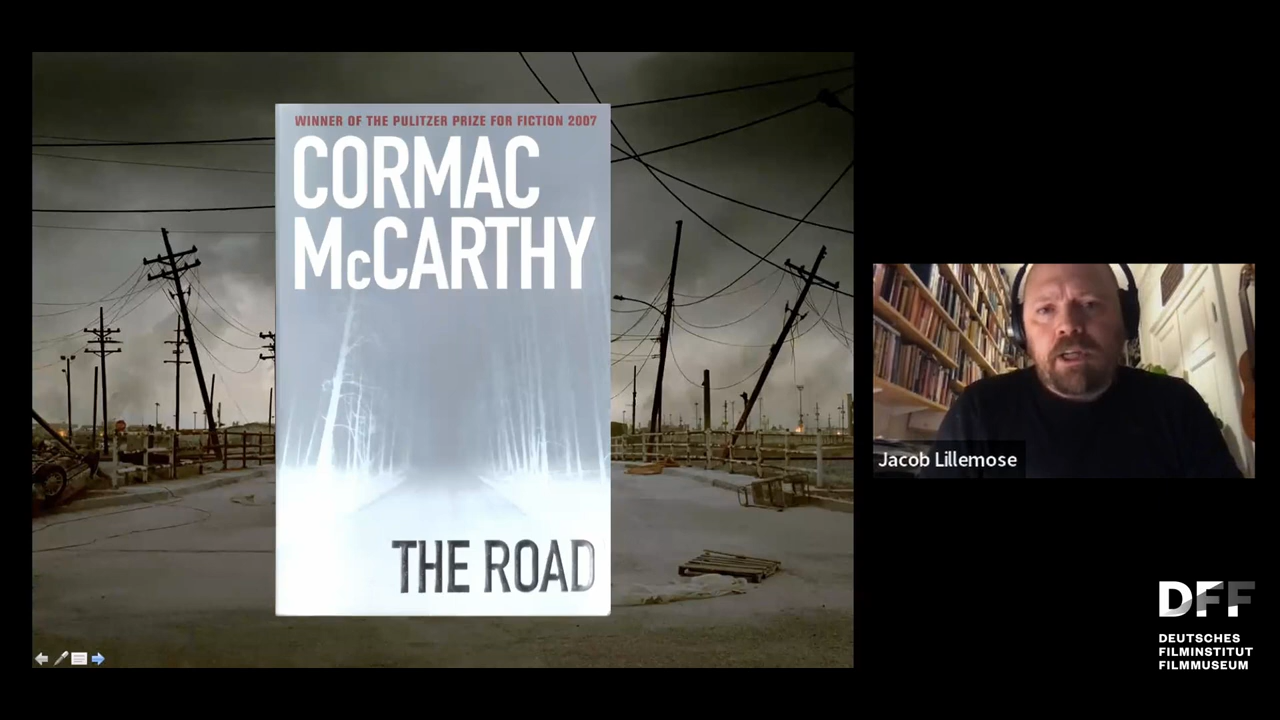 WINNER OF THE PULITZER PRIZE FOR FICTION 2007
CORMAC
McCARTHY
THE ROAD
Jacob Lillemose
DFF
DEUTSCHES
FILMINSTITUT
FILMMUSEUM